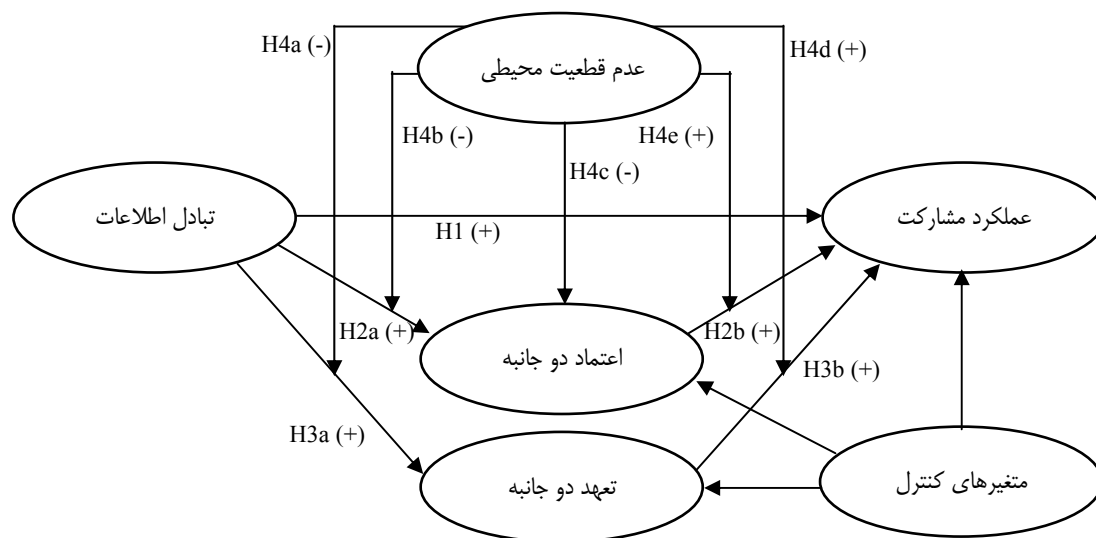 H4a (-)
عدم قطعیت محیطی
H4d (+)
H4b (-)
H4e (+)
H4c (-)
تبادل اطلاعات
عملکرد مشارکت
H1 (+)
H2a (+)
H2b (+)
اعتماد دو جانبه
H3b (+)
H3a (+)
تعهد دو جانبه
متغیرهای کنترل